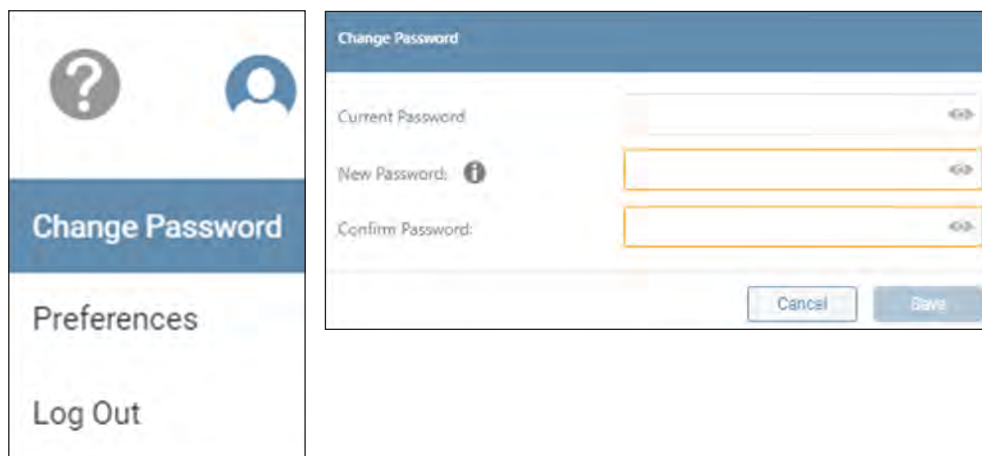 ?
Change Password
Preferences
Log Out
Change Password
Current Password
New Password: i
Confirm Password:
Cancel Save